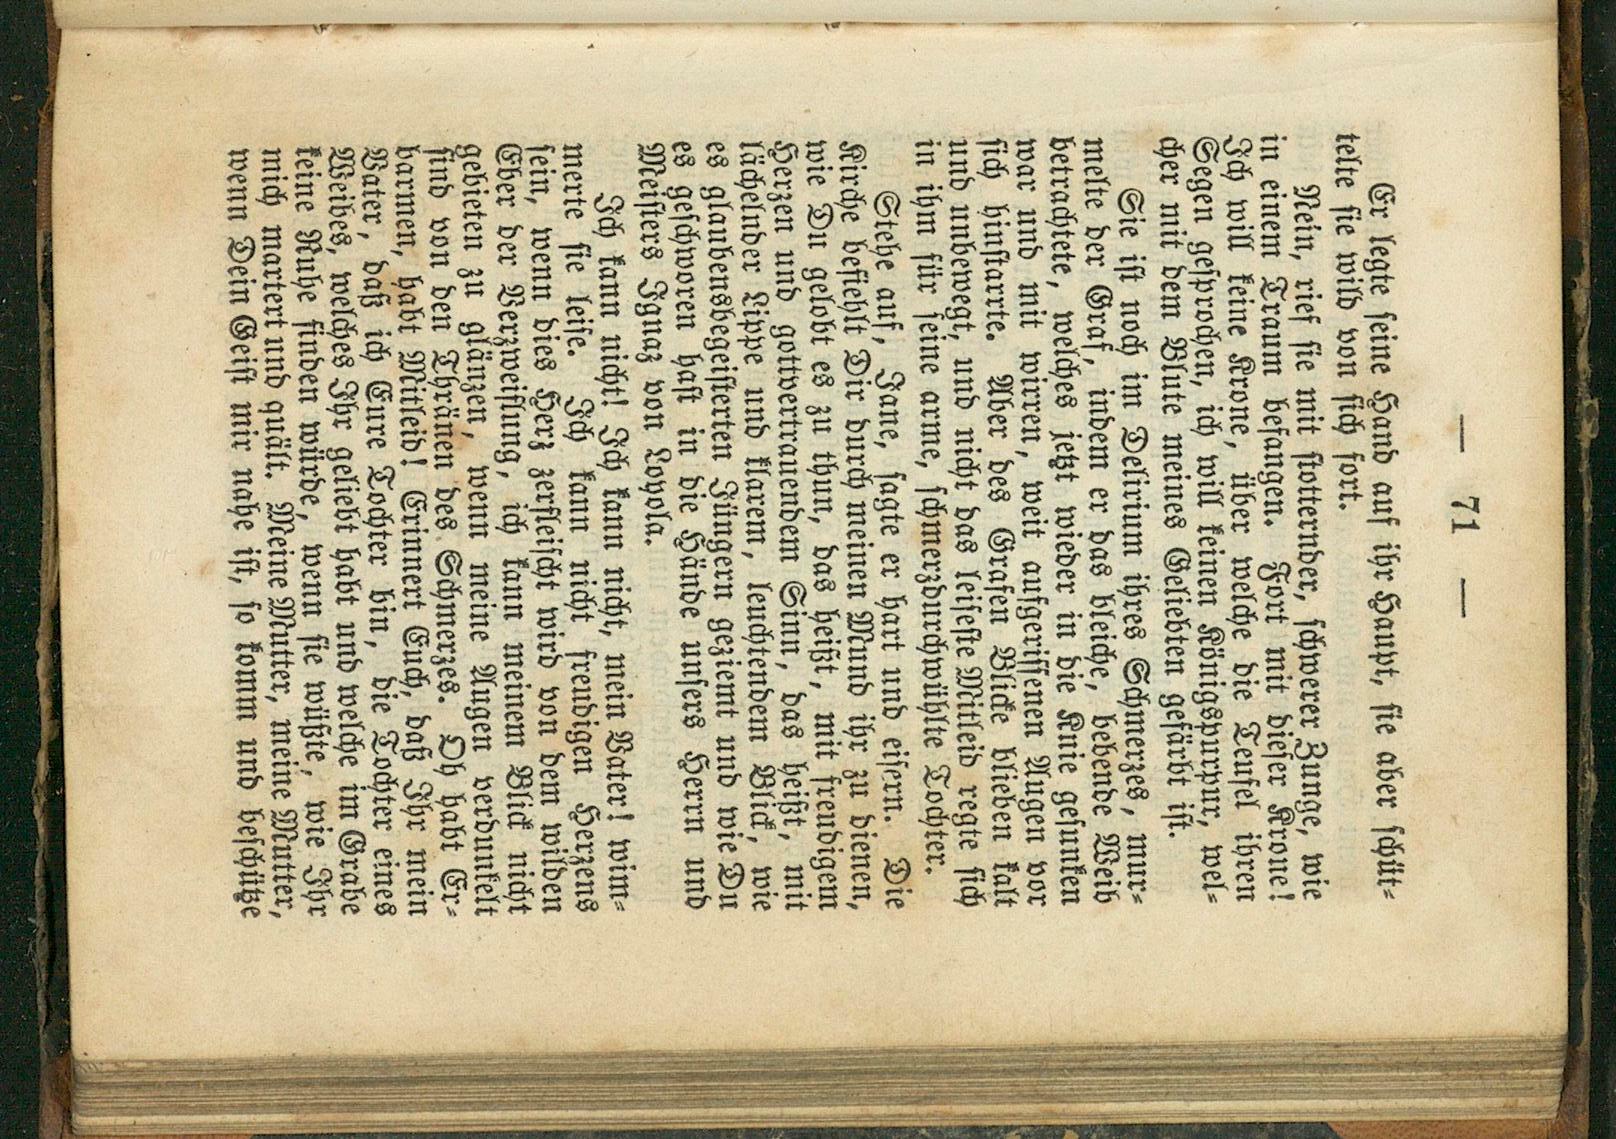 — 71 —
Er legte seine Hand auf ihr Haupt, sie aber schüt-
telte sie wild von sich fort.
Nein, rief sie mit stotternder, schwerer Zunge, wie
in einem Traum befangen. Fort mit dieser Krone!
Ich will keine Krone, über welche die Teufel ihren
Segen gesprochen, ich will keinen Königspurpur, wel-
cher mit dem Blute meines Geliebten gefärbt ist.
Sie ist noch im Delirium ihres Schmerzes, mur-
melte der Graf, indem er das bleiche, bebende Weib
betrachtete, welches jetzt wieder in die Knie gesunken
war und mit wirren, weit aufgerissenen Augen vor
sich hinstarrte. Aber des Grafen Blicke blieben kalt
und unbewegt, und nicht das leiseste Mitleid regte sich
in ihn für seine arme, schmerzdurchwühlte Tochter.
Stehe auf, Jane, sagte er hart und eisern. Die
Kirche befiehlt Dir durch meinen Mund ihr zu dienen,
wie Du gelobt es zu thun, das heißt, mit freudigem
Herzen und gottvertrauendem Sinn, das heißt, mit
lächelnder Lippe und klarem, leuchtendem Blick, wie
es glaubensbegeisterten Jüngern geziemt und wie Du
es geschworen hast in die Hände unsers Herrn und
Meisters Ignaz von Loyola.
Ich kann nicht! Ich kann nicht, mein Vater! wim-
merte sie leise. Ich kann nicht freudigen Herzens
sein, wenn dies Herz zerfleischt wird von dem wilden
Eber der Verzweiflung, ich kann meinem Blick nicht
gebieten zu glänzen, wenn meine Augen verdunkelt
sind von den Thränen des Schmerzes. Oh habt Er-
barmen, habt Mitleid! Erinnert Euch, daß Ihr mein
Vater, daß ich Eure Tochter bin, die Tochter eines
Weibes, welches Ihr geliebt habt und welche im Grabe
keine Ruhe finden würde, wenn sie wüßte, wie Ihr
mich martert und quält. Meine Mutter, meine Mutter,
wenn Dein Geist mir nahe ist, so komm und beschütze